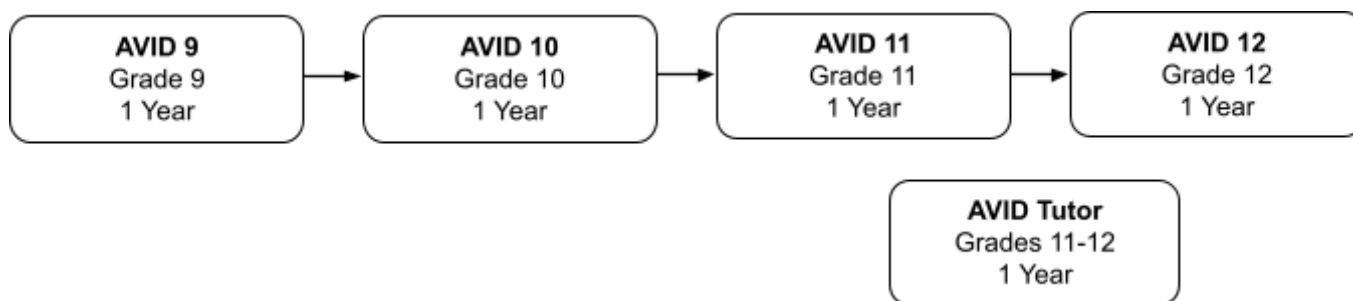 AVID 9
Grade 9
1 Year
AVID 10
Grade 10
1 Year
AVID 11
Grade 11
1 Year
AVID 12
Grade 12
1 Year
AVID Tutor
Grades 11-12
1 Year